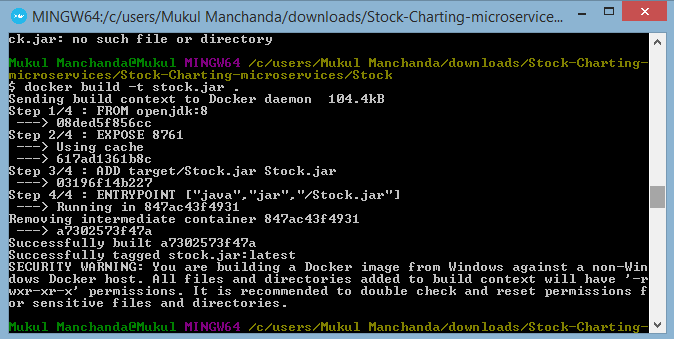 MINGW64:/c/users/Mukul Manchanda/downloads/Stock-Charting-microservice...
ck.jar: no such file or directory
Mukul Manchanda@Mukul MINGW64 /c/users/Mukul Manchanda/downloads/Stock-Charting-
microservices/Stock-Charting-microservices/Stock
$ docker build -t stock.jar .
Sending build context to Docker daemon  104.4kB
Step 1/4 : FROM openjdk:8
 ---> 08ded5f856cc
Step 2/4 : EXPOSE 8761
 ---> Using cache
 ---> 617ad1361b8c
Step 3/4 : ADD target/Stock.jar Stock.jar
 ---> 03196f14b227
Step 4/4 : ENTRYPOINT ["java","jar","/Stock.jar"]
 ---> Running in 847ac43f4931
Removing intermediate container 847ac43f4931
 ---> a7302573f47a
Successfully built a7302573f47a
Successfully tagged stock.jar:latest
SECURITY WARNING: You are building a Docker image from Windows against a non-Win
dows Docker host. All files and directories added to build context will have '-r
wxr-xr-x' permissions. It is recommended to double check and reset permissions f
or sensitive files and directories.
Mukul Manchanda@Mukul MINGW64 /c/users/Mukul Manchanda/downloads/Stock-Charting-